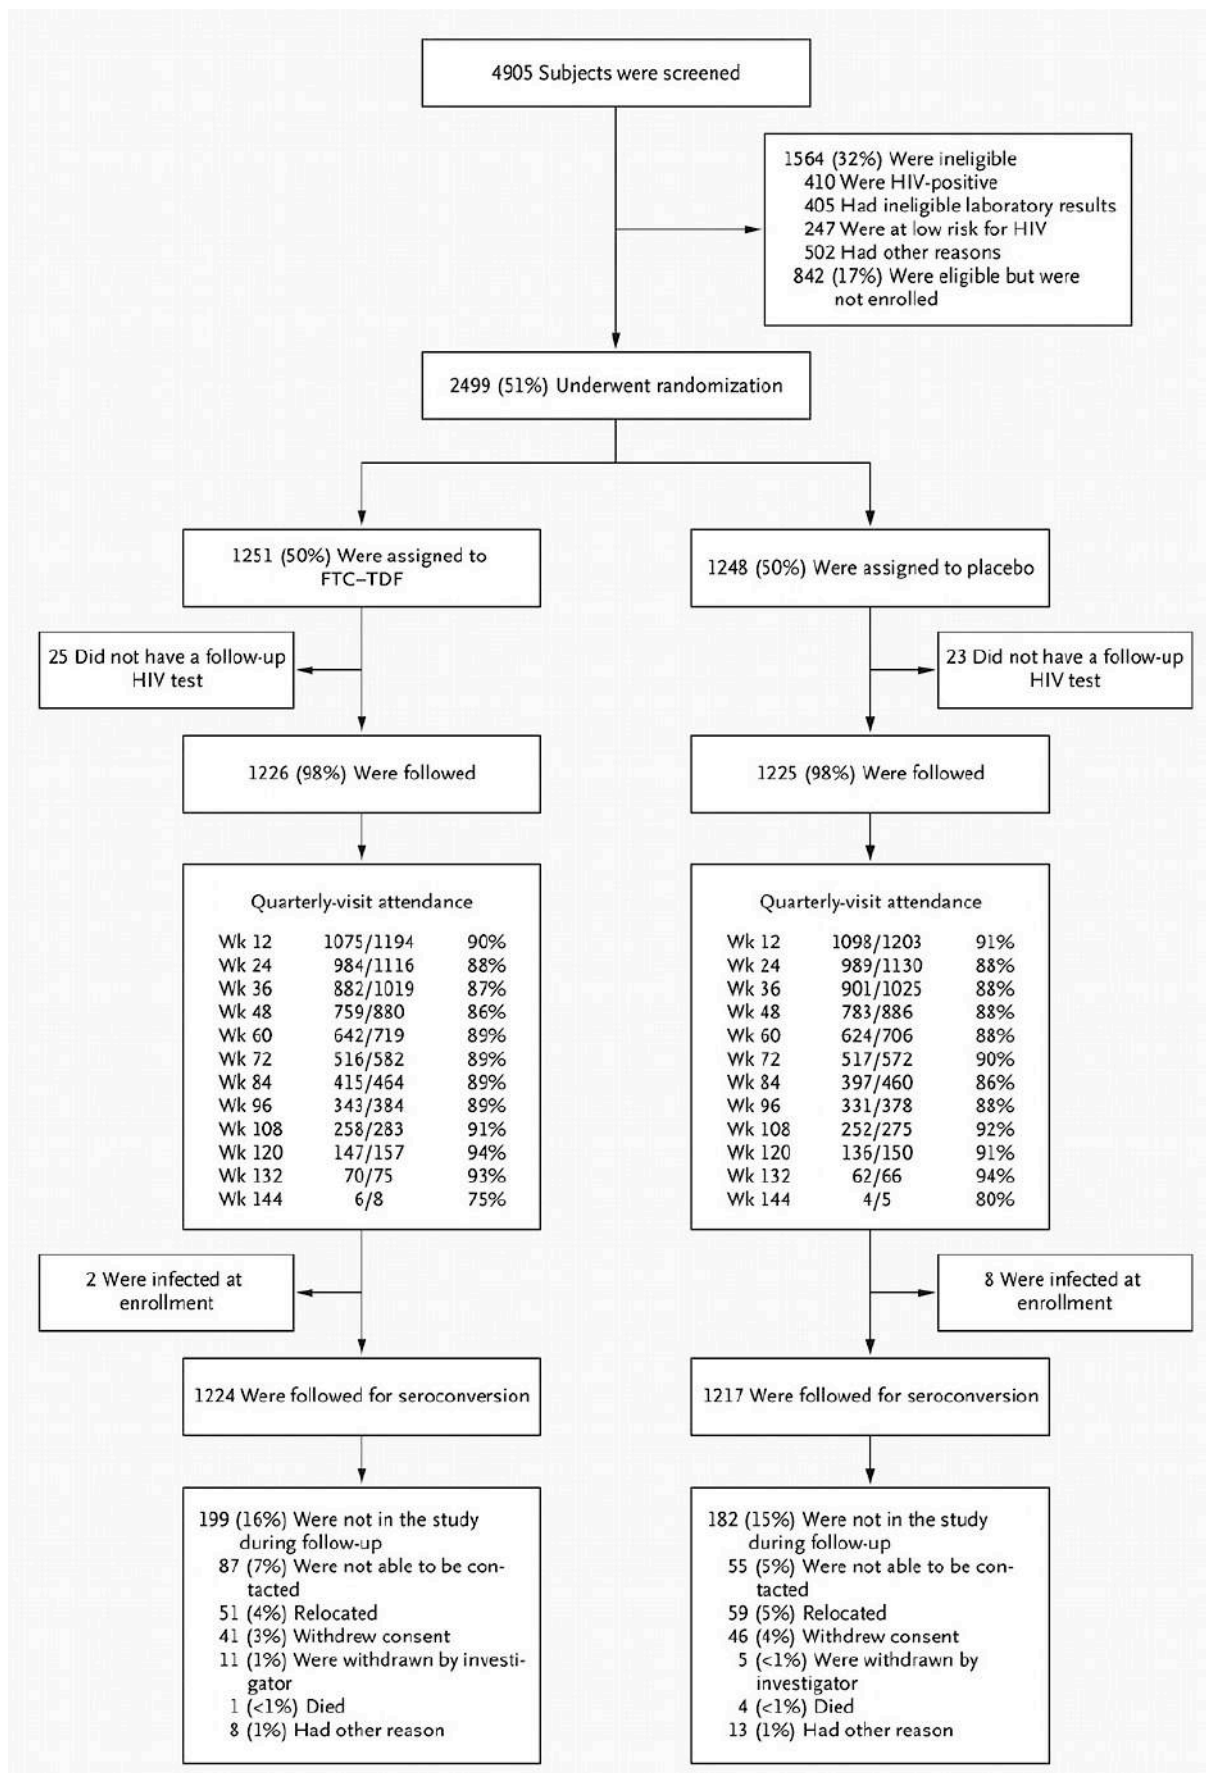 4905 Subjects were screened
1564 (32%) Were ineligible
410 Were HIV-positive
405 Had ineligible laboratory results
247 Were at low risk for HIV
502 Had other reasons
842 (17%) Were eligible but were
not enrolled
2499 (51%) Underwent randomization
1251 (50%) Were assigned to
FTC–TDF
1248 (50%) Were assigned to placebo
25 Did not have a follow-up
HIV test
23 Did not have a follow-up
HIV test
1226 (98%) Were followed
1225 (98%) Were followed
Quarterly-visit attendance
Wk 12 1075/1194 90%
Wk 24 984/1116 88%
Wk 36 882/1019 87%
Wk 48 759/880 86%
Wk 60 642/719 89%
Wk 72 516/582 89%
Wk 84 415/464 89%
Wk 96 343/384 89%
Wk 108 258/283 91%
Wk 120 147/157 94%
Wk 132 70/75 93%
Wk 144 6/8 75%
Quarterly-visit attendance
Wk 12 1098/1203 91%
Wk 24 989/1130 88%
Wk 36 901/1025 88%
Wk 48 783/886 88%
Wk 60 624/706 88%
Wk 72 517/572 90%
Wk 84 397/460 86%
Wk 96 331/378 88%
Wk 108 252/275 92%
Wk 120 136/150 91%
Wk 132 62/66 94%
Wk 144 4/5 80%
2 Were infected at
enrollment
8 Were infected at
enrollment
1224 Were followed for seroconversion
1217 Were followed for seroconversion
199 (16%) Were not in the study
during follow-up
87 (7%) Were not able to be con-
tacted
51 (4%) Relocated
41 (3%) Withdrew consent
11 (1%) Were withdrawn by investi-
gator
1 (<1%) Died
8 (1%) Had other reason
182 (15%) Were not in the study
during follow-up
55 (5%) Were not able to be con-
tacted
59 (5%) Relocated
46 (4%) Withdrew consent
5 (<1%) Were withdrawn by
investigator
4 (<1%) Died
13 (1%) Had other reason